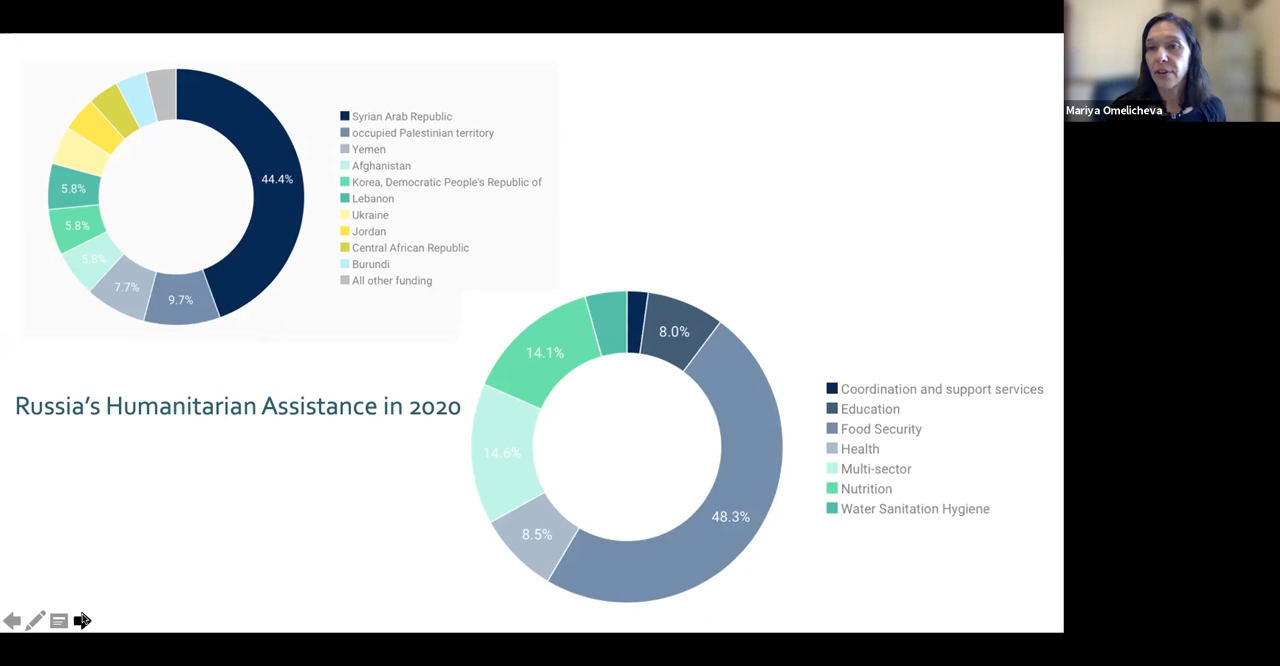 44.4%
9.7%
7.7%
5.8%
5.8%
5.8%
Syrian Arab Republic
occupied Palestinian territory
Yemen
Afghanistan
Korea, Democratic People's Republic of
Lebanon
Ukraine
Jordan
Central African Republic
Burundi
All other funding
Mariya Omelicheva
Russia's Humanitarian Assistance in 2020
8.0%
48.3%
8.5%
14.6%
14.1%
Coordination and support services
Education
Food Security
Health
Multi-sector
Nutrition
Water Sanitation Hygiene